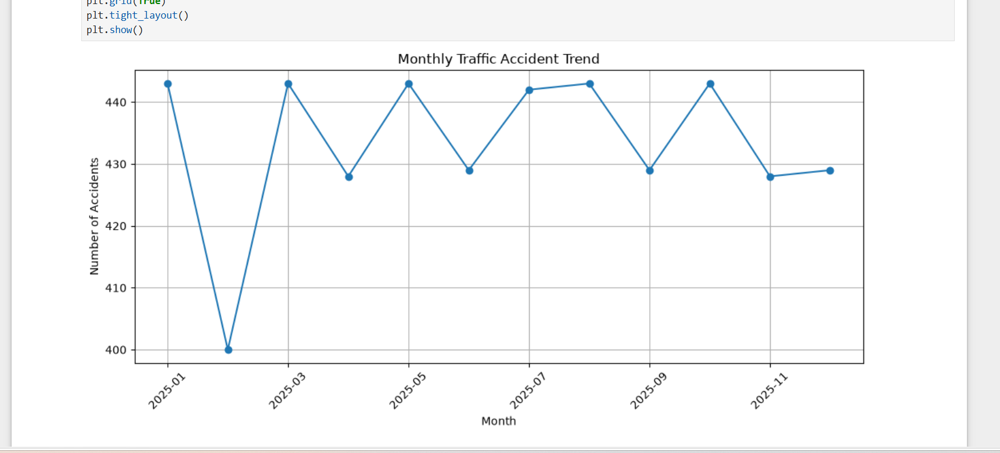 plt.grid(True)
plt.tight_layout()
plt.show()
Monthly Traffic Accident Trend
Number of Accidents
440
430
420
410
400
2025-01
2025-03
2025-05
2025-07
2025-09
2025-11
Month